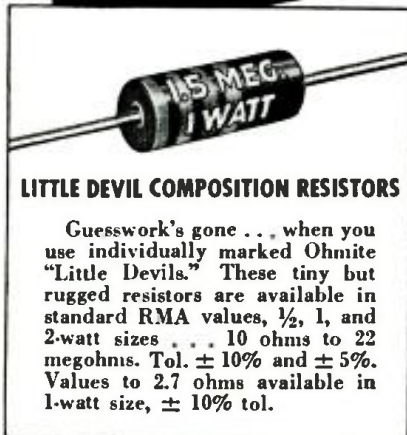 1.5 MEG.
1 WATT
LITTLE DEVIL COMPOSITION RESISTORS
Guesswork's gone . . . when you
use individually marked Ohmite
“Little Devils.” These tiny but
rugged resistors are available in
standard RMA values, ½, 1, and
2-watt sizes . . . 10 ohms to 22
megohms. Tol. ± 10% and ± 5%.
Values to 2.7 ohms available in
1-watt size, ± 10% tol.